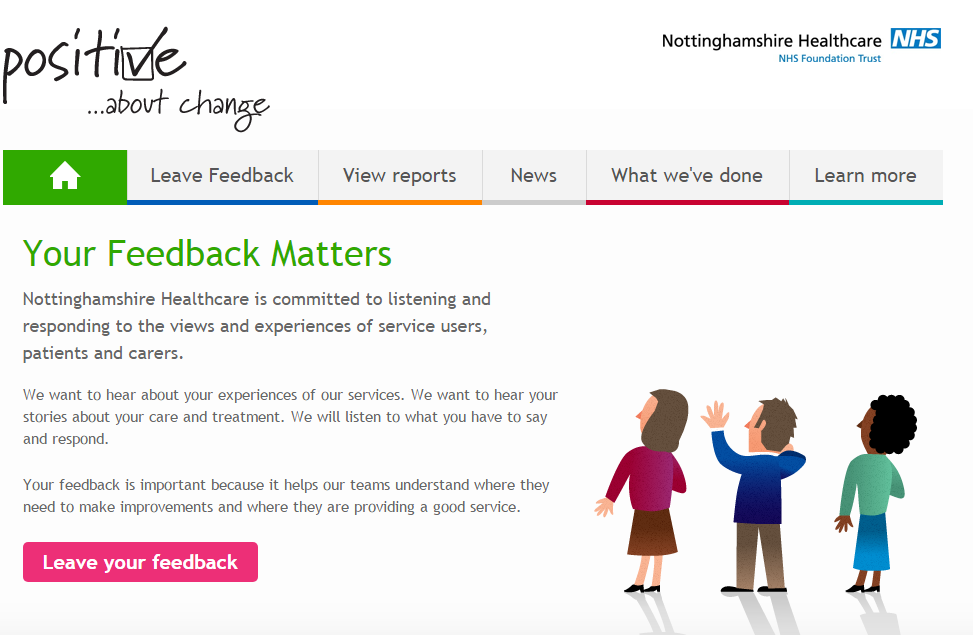 positive
...about change
Nottinghamshire Healthcare NHS
NHS Foundation Trust
Leave Feedback
View reports
News
What we've done
Learn more
Your Feedback Matters
Nottinghamshire Healthcare is committed to listening and
responding to the views and experiences of service users,
patients and carers.
We want to hear about your experiences of our services. We want to hear your
stories about your care and treatment. We will listen to what you have to say
and respond.
Your feedback is important because it helps our teams understand where they
need to make improvements and where they are providing a good service.
Leave your feedback